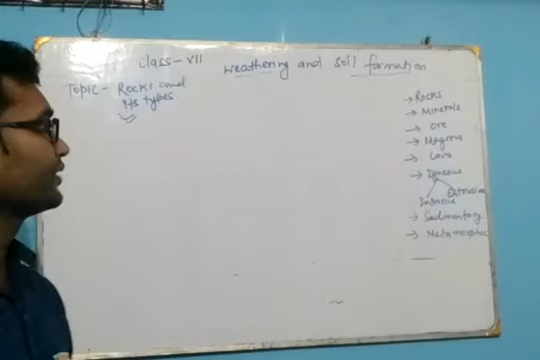 Class - VII
weathering and soil formation
Topic - Rocks and
its types.
→ Rocks
→ Minerals
→ Ore
→ Magma
→ Lava
→ Igneous
Extrusive
Intrusive
→ Sedimentary
→ Metamorphic